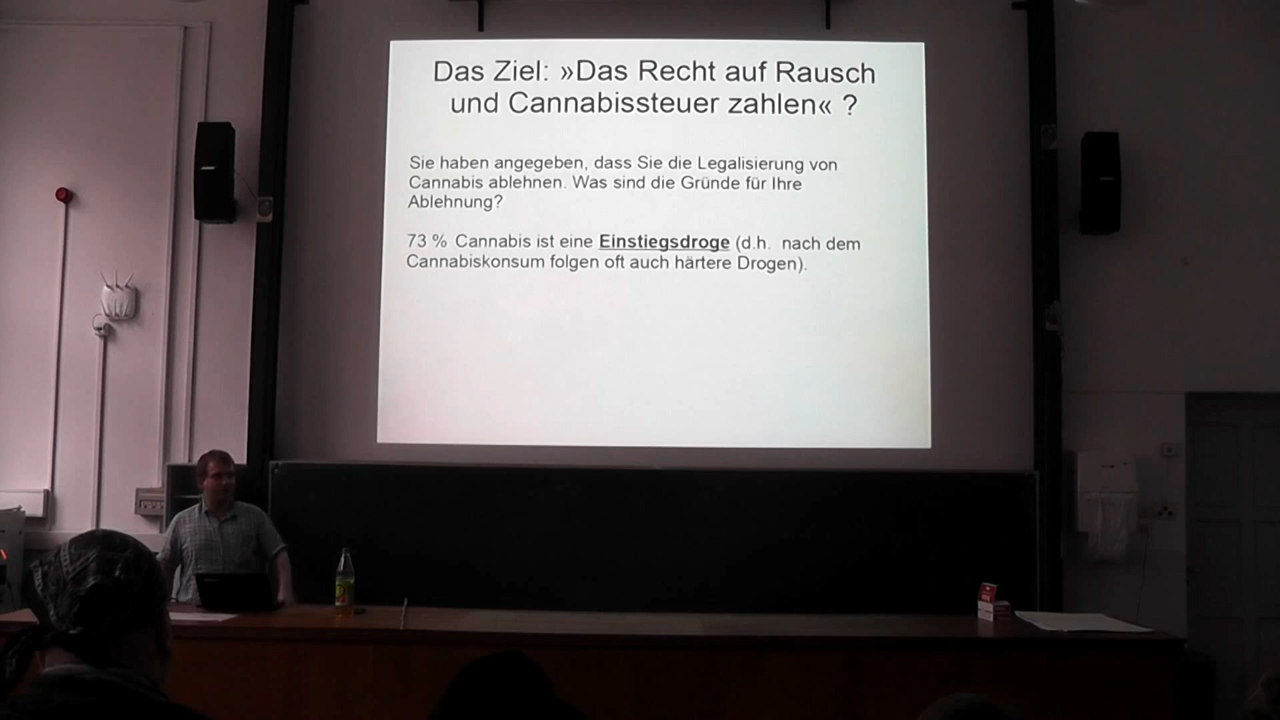 Das Ziel: »Das Recht auf Rausch
und Cannabissteuer zahlen« ?
Sie haben angegeben, dass Sie die Legalisierung von
Cannabis ablehnen. Was sind die Gründe für Ihre
Ablehnung?
73 % Cannabis ist eine Einstiegsdroge (d.h. nach dem
Cannabiskonsum folgen oft auch härtere Drogen).